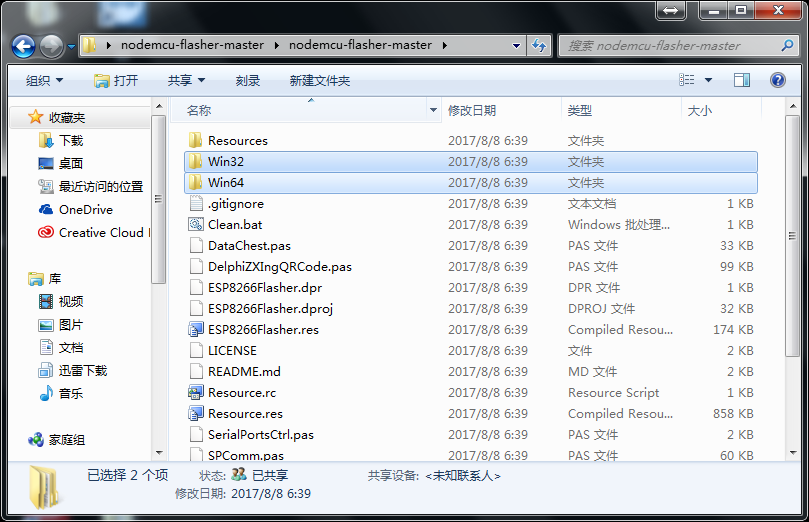 nodemcu-flasher-master nodemcu-flasher-master 搜索 nodemcu-flasher-master
组织 打开 共享 刻录 新建文件夹
名称 修改日期 类型 大小
收藏夹
下载
桌面
最近访问的位置
OneDrive
Creative Cloud
库
视频
图片
文档
迅雷下载
音乐
家庭组
Resources 2017/8/8 6:39 文件夹
Win32 2017/8/8 6:39 文件夹
Win64 2017/8/8 6:39 文件夹
.gitignore 2017/8/8 6:39 文本文档 1 KB
Clean.bat 2017/8/8 6:39 Windows 批处理... 1 KB
DataChest.pas 2017/8/8 6:39 PAS 文件 33 KB
DelphiZXIngQRCode.pas 2017/8/8 6:39 PAS 文件 99 KB
ESP8266Flasher.dpr 2017/8/8 6:39 DPR 文件 1 KB
ESP8266Flasher.dproj 2017/8/8 6:39 DPROJ 文件 32 KB
ESP8266Flasher.res 2017/8/8 6:39 Compiled Resou... 174 KB
LICENSE 2017/8/8 6:39 文件 2 KB
README.md 2017/8/8 6:39 MD 文件 2 KB
Resource.rc 2017/8/8 6:39 Resource Script 1 KB
Resource.res 2017/8/8 6:39 Compiled Resou... 858 KB
SerialPortsCtrl.pas 2017/8/8 6:39 PAS 文件 2 KB
SPComm.pas 2017/8/8 6:39 PAS 文件 60 KB
已选择 2 个项 状态: 已共享 共享设备: <未知联系人>
修改日期: 2017/8/8 6:39